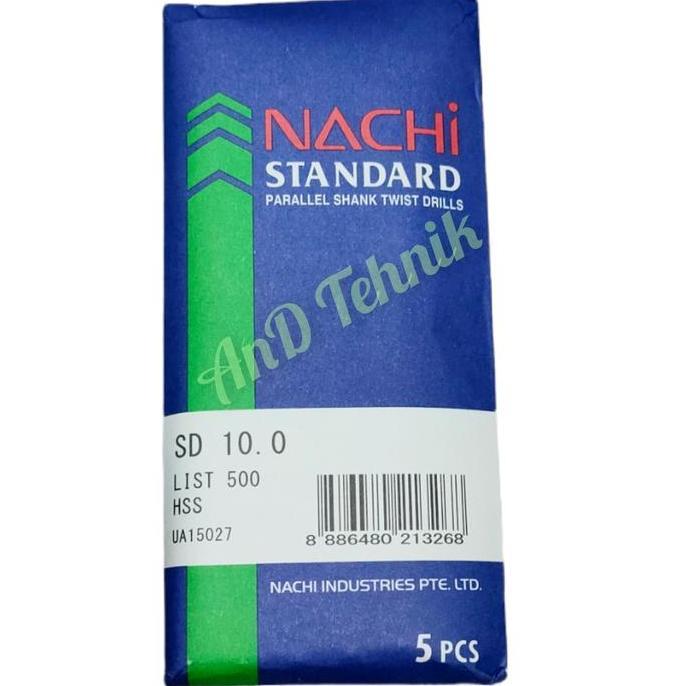 NACHi
STANDARD
PARALLEL SHANK TWIST DRILLS
AnD Tehnik
SD 10.0
LIST 500
HSS
UA15027
8 886480 213268
NACHI INDUSTRIES PTE. LTD.
5 PCS